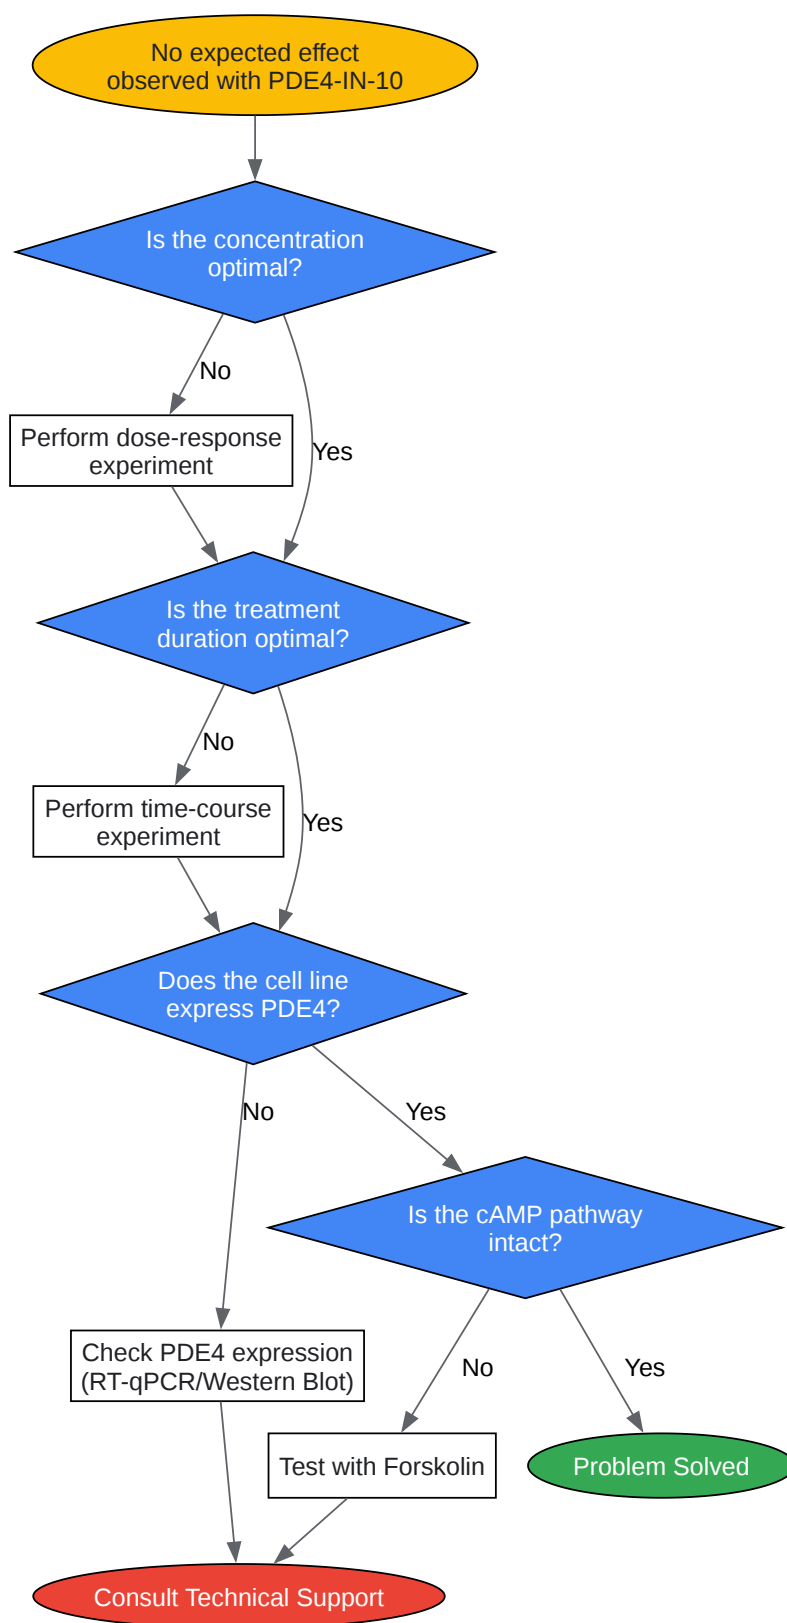 No expected effect
observed with PDE4-IN-10
Is the concentration
optimal?
No
Perform dose-response
experiment
Yes
Is the treatment
duration optimal?
No
Perform time-course
experiment
Yes
Does the cell line
express PDE4?
No
Yes
Is the cAMP pathway
intact?
Check PDE4 expression
(RT-qPCR/Western Blot)
No
Yes
Test with Forskolin
Problem Solved
Consult Technical Support